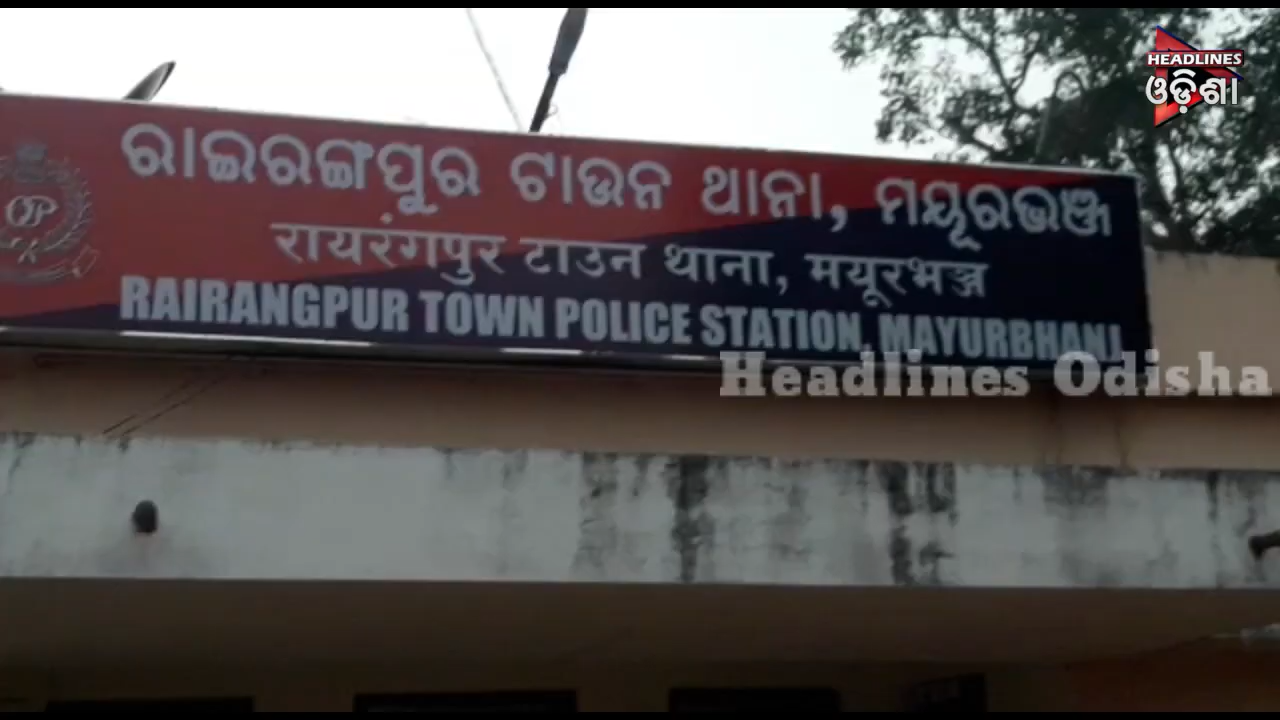 HEADLINES
ଓଡ଼ିଶା
ରାଇରଙ୍ଗପୁର ଟାଉନ ଥାନା, ମୟୂରଭଞ୍ଜ
OP
रायरंगपुर टाउन थाना, मयूरभञ्ज
RAIRANGPUR TOWN POLICE STATION, MAYURBHANJ
Headlines Odisha